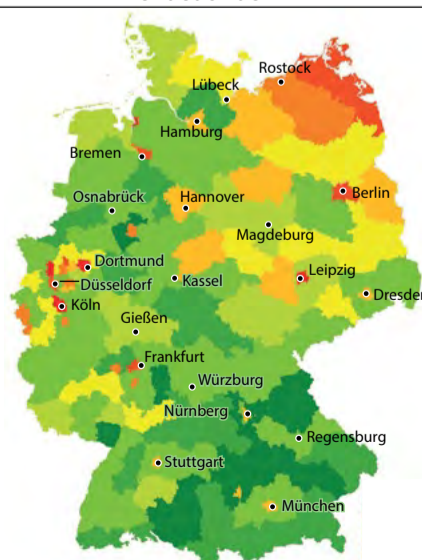 Rostock
Lübeck
Hamburg
Bremen
Osnabrück
Hannover
Berlin
Magdeburg
Dortmund
Düsseldorf
Kassel
Leipzig
Dresden
Köln
Gießen
Frankfurt
Würzburg
Nürnberg
Regensburg
Stuttgart
München